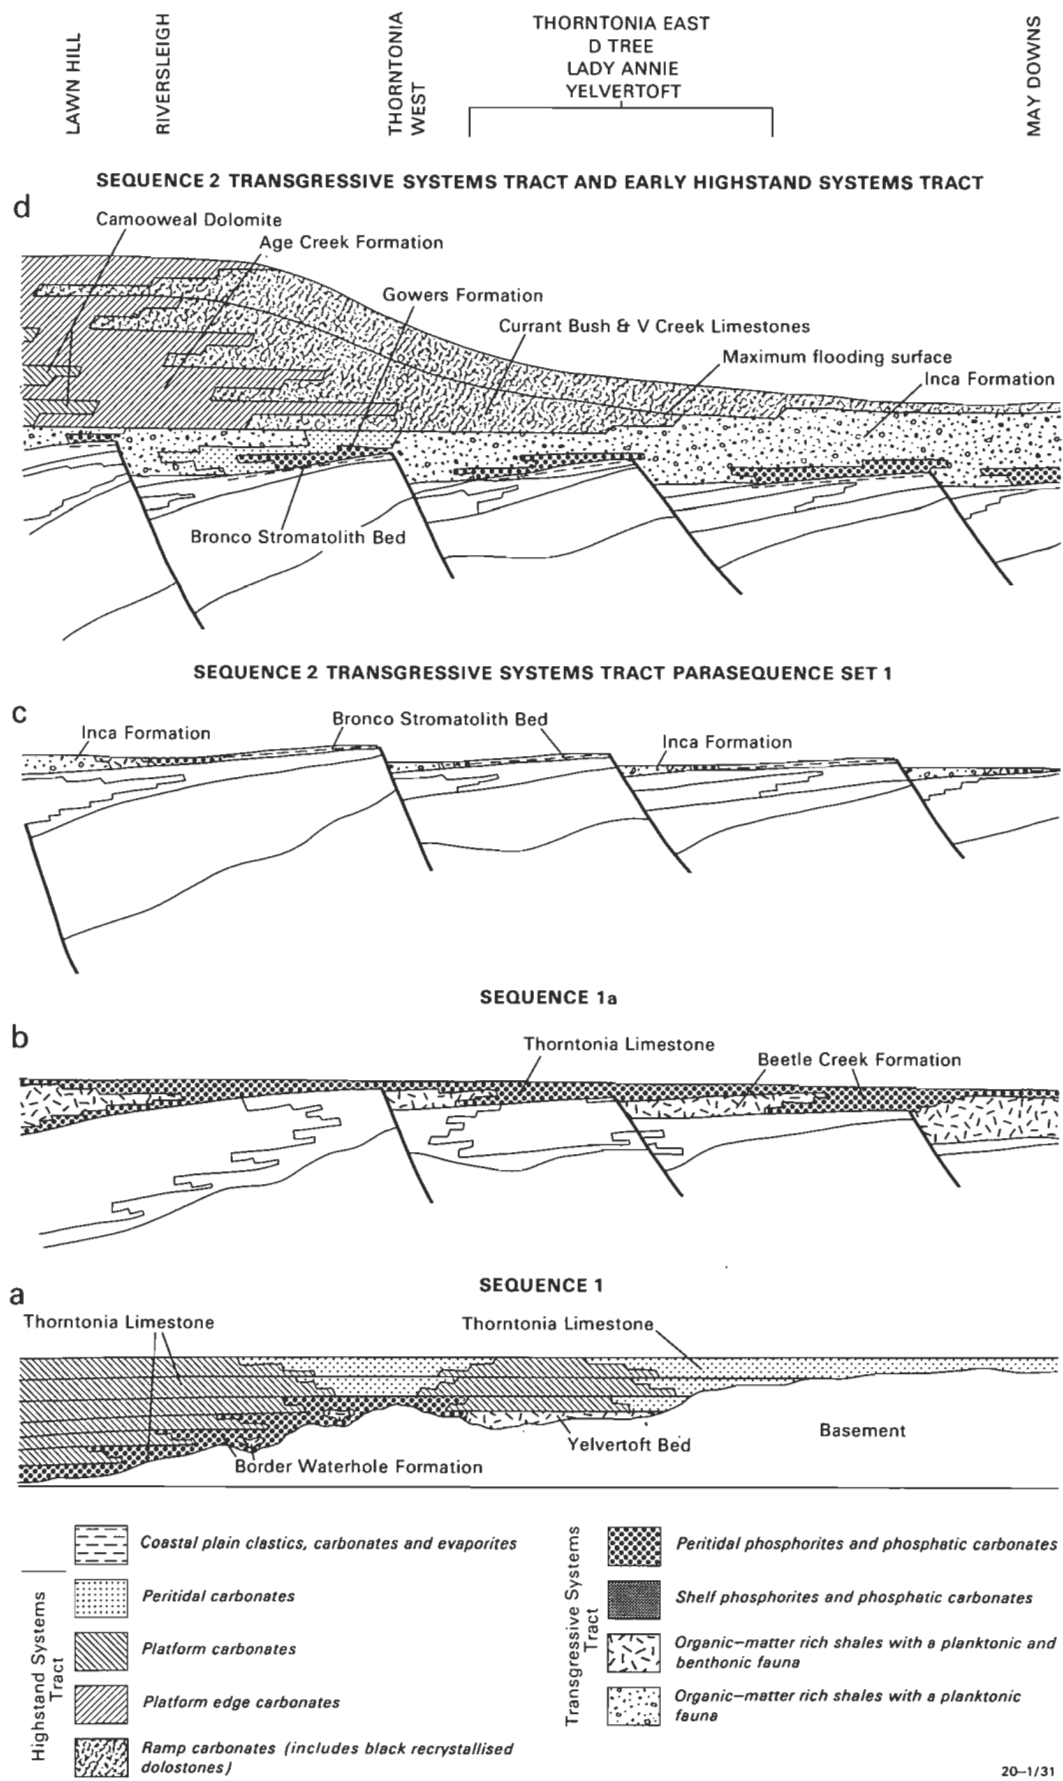 LAWN HILL
RIVERSLEIGH
THORNTONIA
WEST
THORNTONIA EAST
D TREE
LADY ANNIE
YELVERTOFT
MAY DOWNS
SEQUENCE 2 TRANSGRESSIVE SYSTEMS TRACT AND EARLY HIGHSTAND SYSTEMS TRACT
d
Camooweal Dolomite
Age Creek Formation
Gowers Formation
Currant Bush & V Creek Limestones
Maximum flooding surface
Inca Formation
Bronco Stromatolith Bed
SEQUENCE 2 TRANSGRESSIVE SYSTEMS TRACT PARASEQUENCE SET 1
c
Bronco Stromatolith Bed
Inca Formation
Inca Formation
SEQUENCE 1a
b
Thorntonia Limestone
Beetle Creek Formation
SEQUENCE 1
a
Thorntonia Limestone
Thorntonia Limestone
Basement
Yelvertoft Bed
Border Waterhole Formation
Coastal plain clastics, carbonates and evaporites
Highstand Systems
Tract
Peritidal carbonates
Platform carbonates
Platform edge carbonates
Ramp carbonates (includes black recrystallised
dolostones)
Transgressive Systems
Tract
Peritidal phosphorites and phosphatic carbonates
Shelf phosphorites and phosphatic carbonates
Organic-matter rich shales with a planktonic and
benthonic fauna
Organic-matter rich shales with a planktonic
fauna
20-1/31